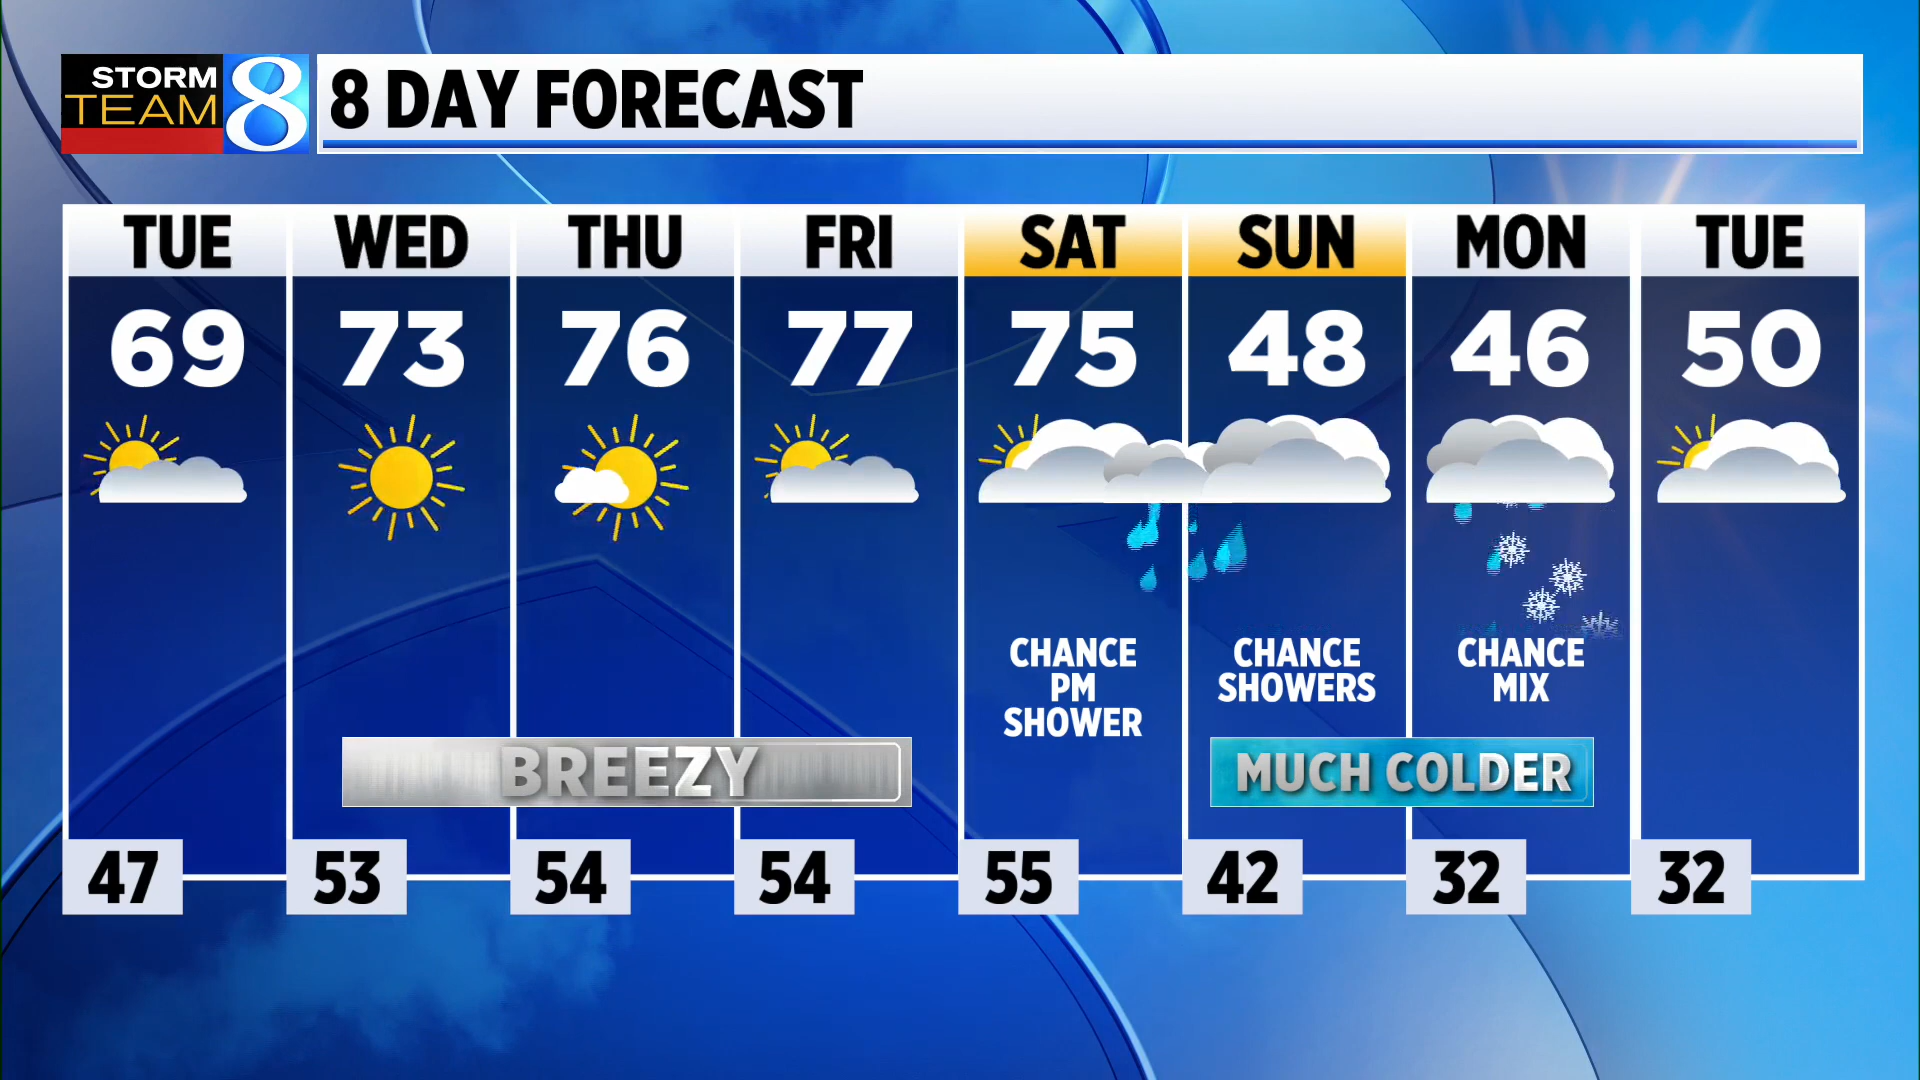 STORM
TEAM
8
8 DAY FORECAST
TUE WED THU FRI SAT SUN MON TUE
69 73 76 77 75 48 46 50
CHANCE
PM
SHOWER
CHANCE
SHOWERS
CHANCE
MIX
BREEZY
MUCH COLDER
47 53 54 54 55 42 32 32